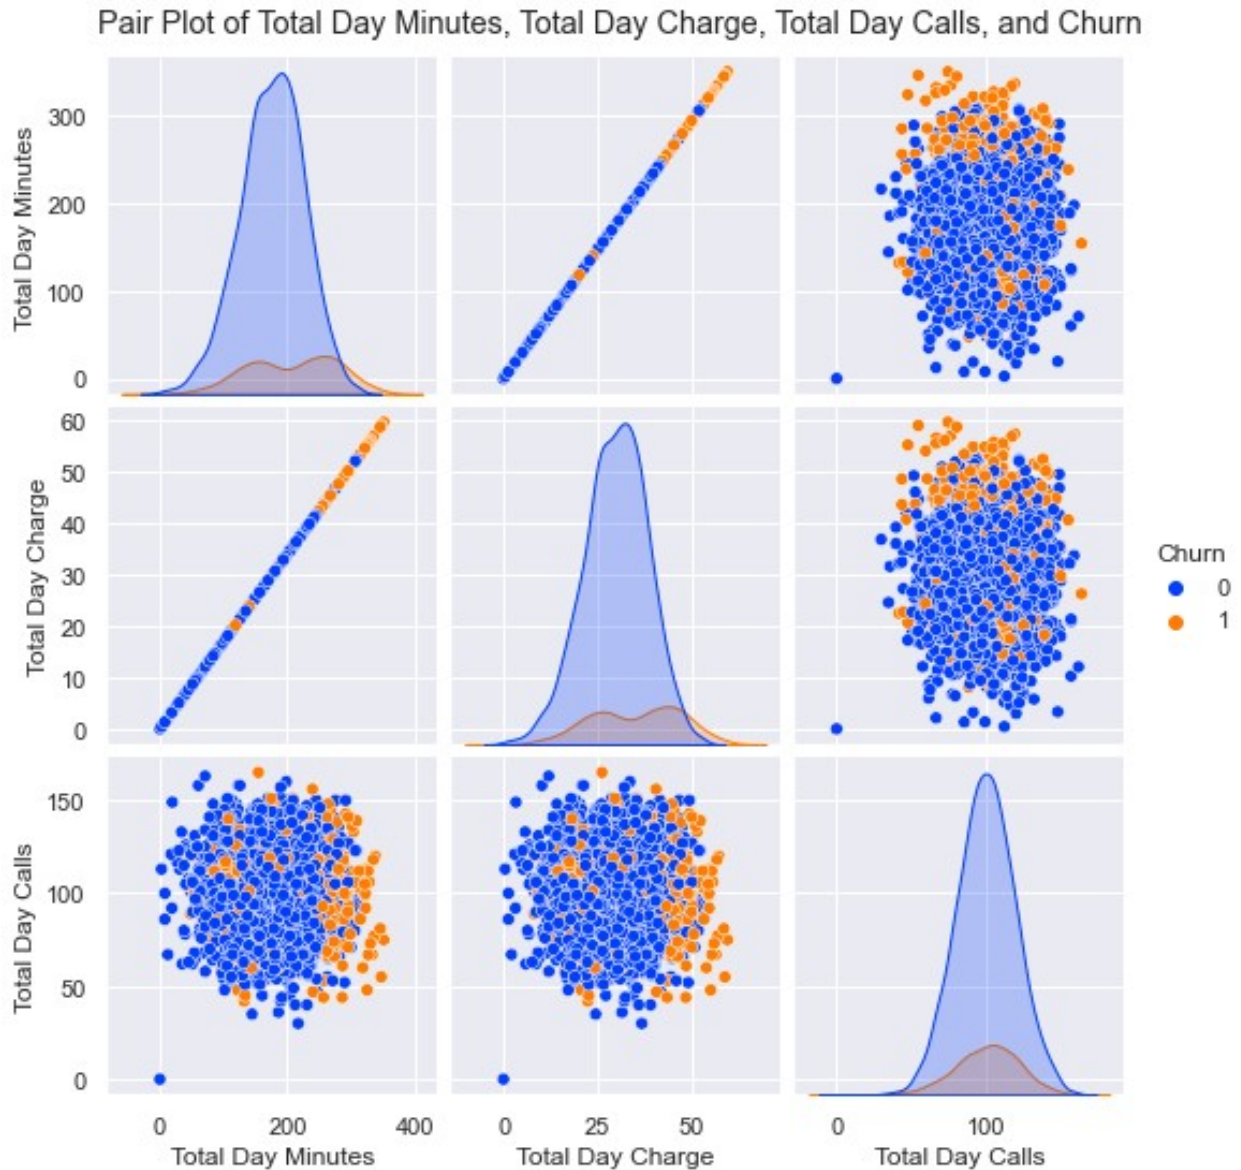 Pair Plot of Total Day Minutes, Total Day Charge, Total Day Calls, and Churn
Total Day Minutes
300
200
100
0
Total Day Charge
60
50
40
30
20
10
0
Churn
0
1
Total Day Calls
150
100
50
0
0 200 400
0 25 50
0 100
Total Day Minutes
Total Day Charge
Total Day Calls